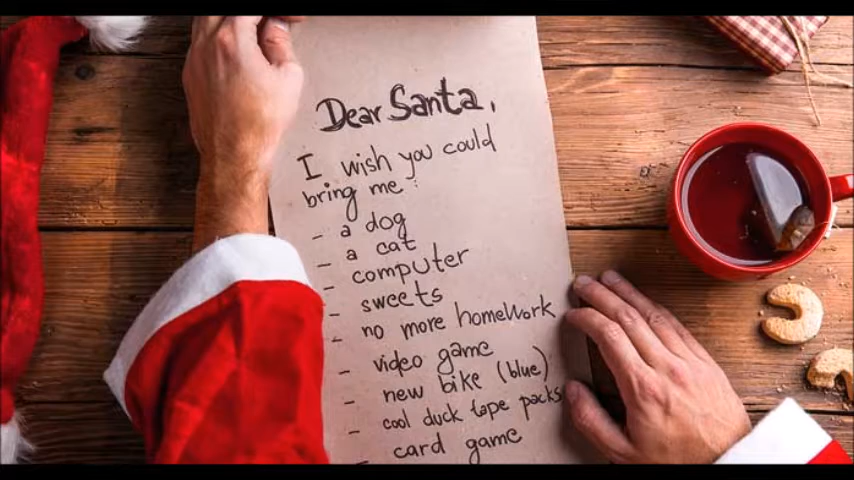 Dear Santa,
I wish you could
bring me :
- a dog
- a cat
- computer
- sweets
- no more homework
- video game
- new bike (blue)
- cool duck tape packs
- card game